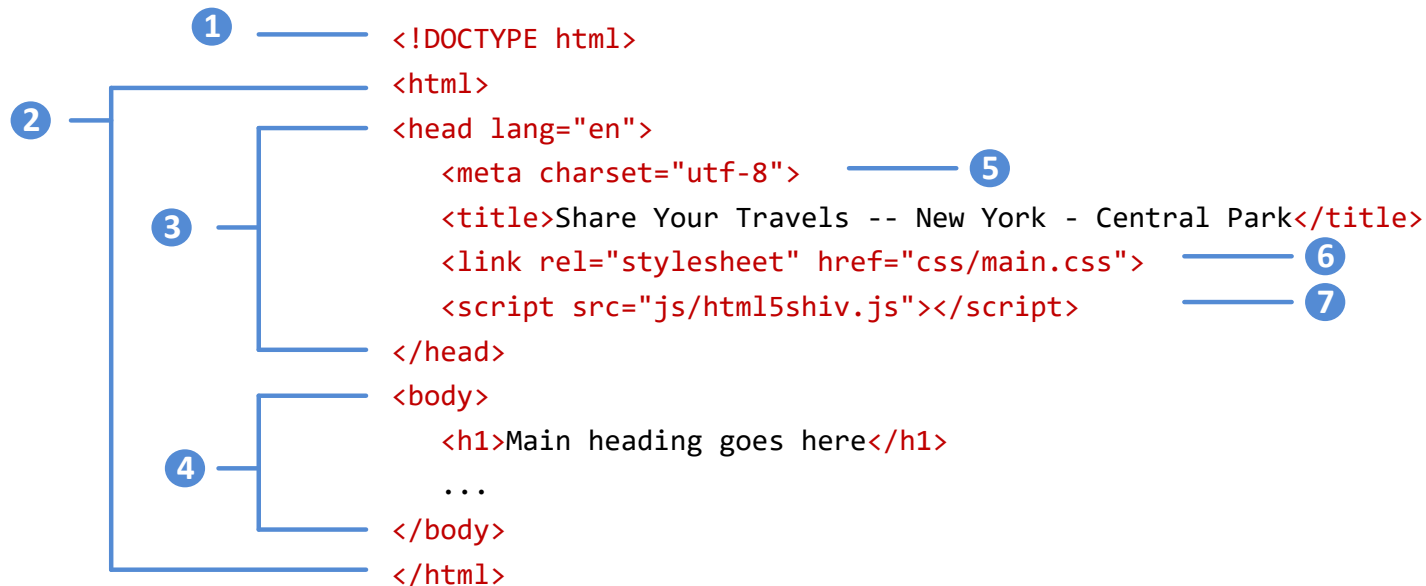 1 <!DOCTYPE html>
<html>
2
<head lang="en">
<meta charset="utf-8"> 5
3 <title>Share Your Travels -- New York - Central Park</title>
<link rel="stylesheet" href="css/main.css"> 6
<script src="js/html5shiv.js"></script> 7
</head>
<body>
<h1>Main heading goes here</h1>
4
...
</body>
</html>